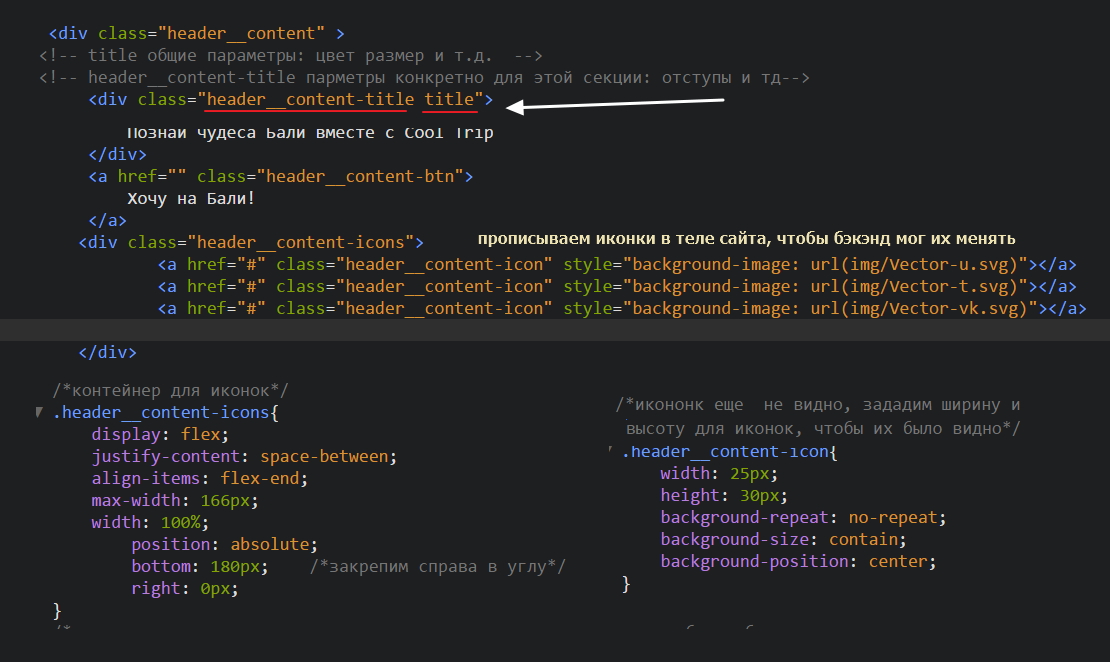 <div class="header__content" >
<!-- title общие параметры: цвет размер и т.д.  -->
<!-- header__content-title парметры конкретно для этой секции: отступы и тд-->
<div class="header__content-title title">
Познай чудеса Бали вместе с Cool Trip
</div>
<a href="" class="header__content-btn">
Хочу на Бали!
</a>
<div class="header__content-icons">
прописываем иконки в теле сайта, чтобы бэкэнд мог их менять
<a href="#" class="header__content-icon" style="background-image: url(img/Vector-u.svg)"></a>
<a href="#" class="header__content-icon" style="background-image: url(img/Vector-t.svg)"></a>
<a href="#" class="header__content-icon" style="background-image: url(img/Vector-vk.svg)"></a>
</div>
/*контейнер для иконок*/
.header__content-icons{
display: flex;
justify-content: space-between;
align-items: flex-end;
max-width: 166px;
width: 100%;
position: absolute;
bottom: 180px; /*закрепим справа в углу*/
right: 0px;
}
/*икононк еще  не видно, зададим ширину и
высоту для иконок, чтобы их было видно*/
.header__content-icon{
width: 25px;
height: 30px;
background-repeat: no-repeat;
background-size: contain;
background-position: center;
}